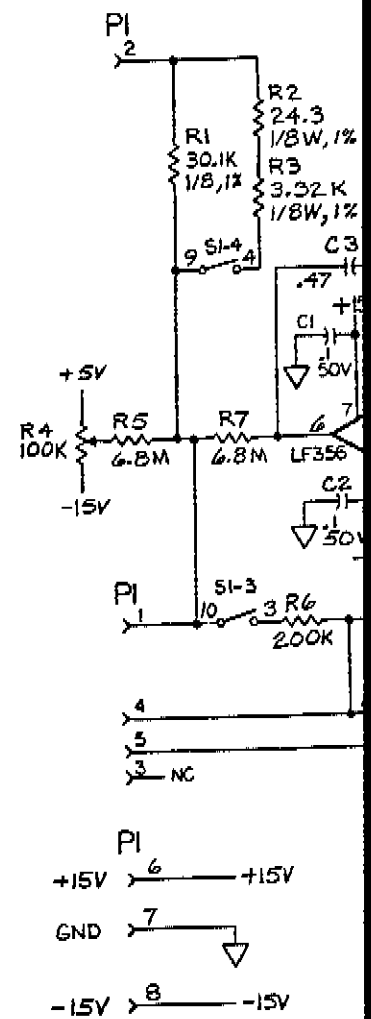 P1
2
R2
24.3
1/8W, 1%
R1
30.1K
1/8, 1%
R3
3.32K
1/8W, 1%
9 S1-4 4
C3
.47
C1
.1
50V
7
+5V
R4
100K
R5
6.8M
R7
6.8M
6
LF356
-15V
C2
.1
P1
1
S1-3
10 3 R6
200K
4
5
3 NC
P1
+15V 6 +15V
GND 7
-15V 8 -15V